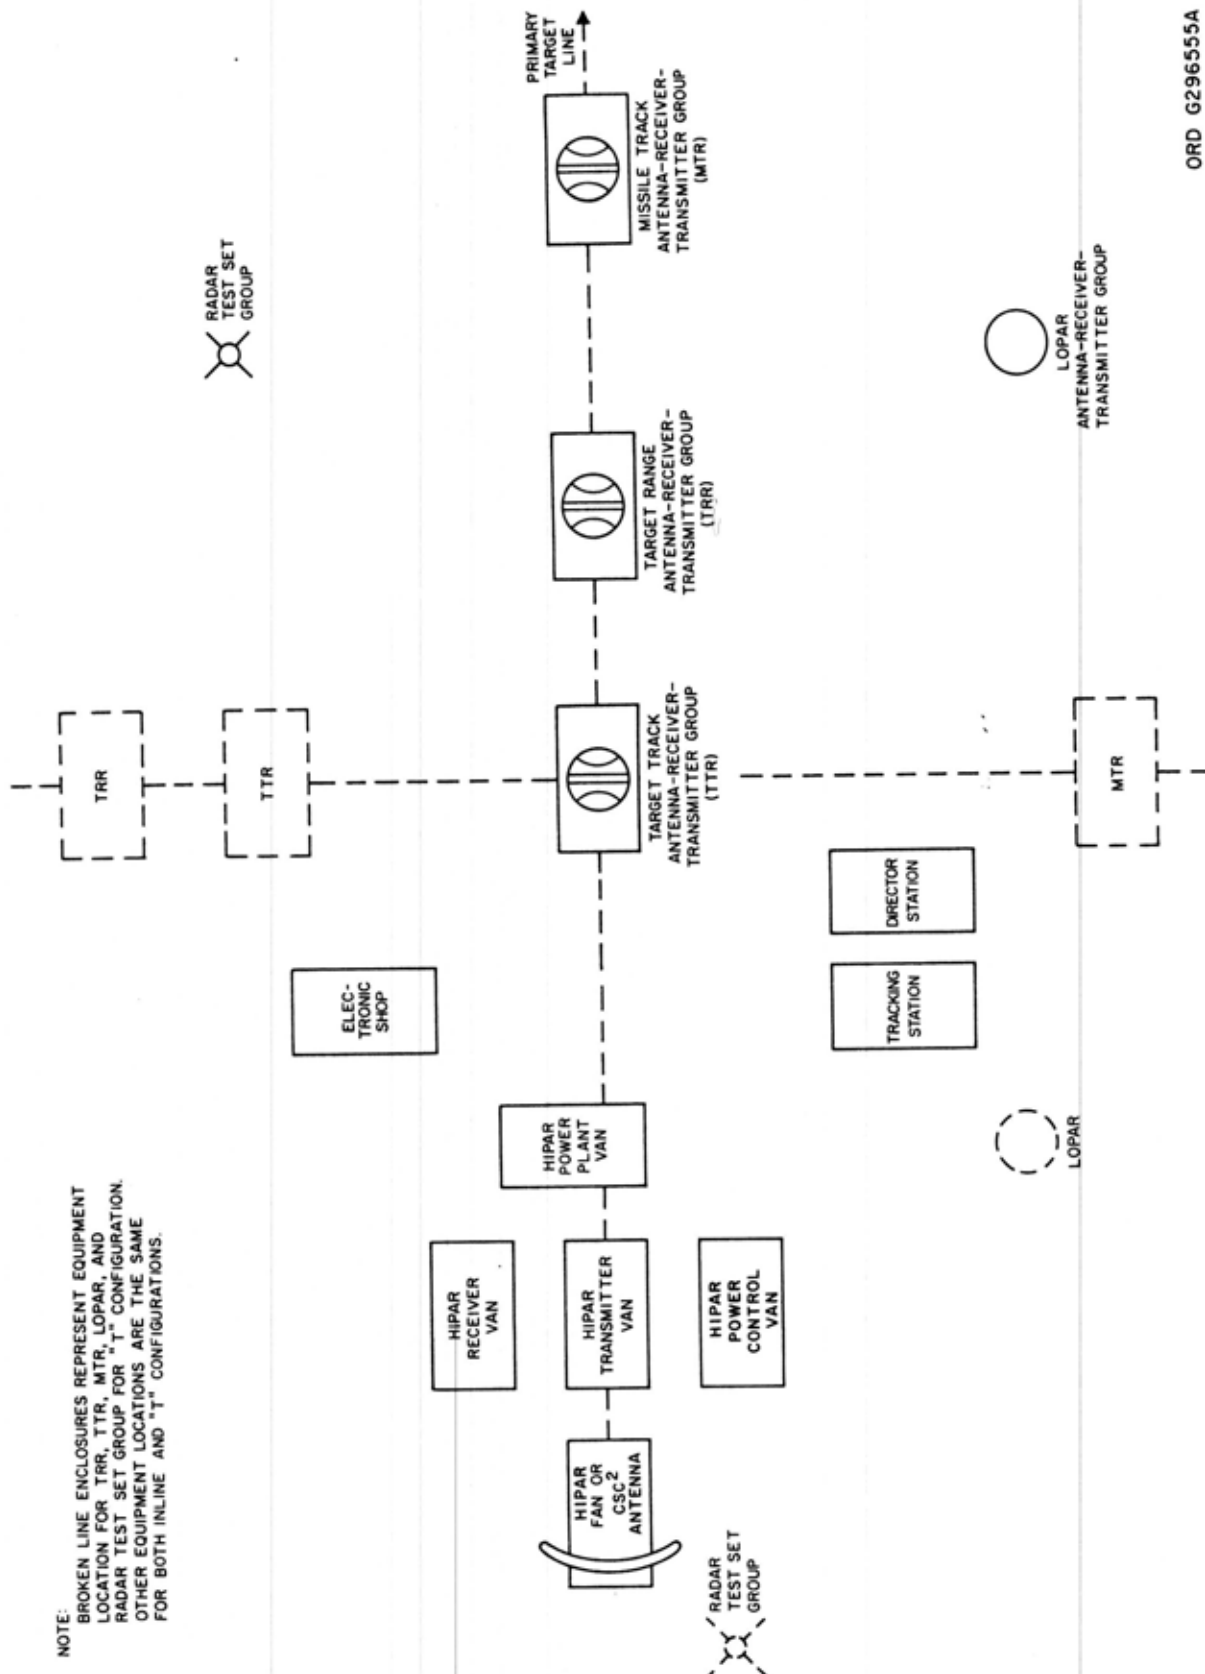 NOTE:
BROKEN LINE ENCLOSURES REPRESENT EQUIPMENT
LOCATION FOR TRR, TTR, MTR, LOPAR, AND
RADAR TEST SET GROUP FOR "T" CONFIGURATION.
OTHER EQUIPMENT LOCATIONS ARE THE SAME
FOR BOTH INLINE AND "T" CONFIGURATIONS.
TRR
TTR
RADAR
TEST SET
GROUP
ELEC-
TRONIC
SHOP
HIPAR
RECEIVER
VAN
HIPAR
FAN OR
CSC²
ANTENNA
HIPAR
TRANSMITTER
VAN
HIPAR
POWER
PLANT
VAN
TARGET TRACK
ANTENNA-RECEIVER-
TRANSMITTER GROUP
(TTR)
TARGET RANGE
ANTENNA-RECEIVER-
TRANSMITTER GROUP
(TRR)
MISSILE TRACK
ANTENNA-RECEIVER-
TRANSMITTER GROUP
(MTR)
PRIMARY
TARGET
LINE
RADAR
TEST SET
GROUP
HIPAR
POWER
CONTROL
VAN
TRACKING
STATION
DIRECTOR
STATION
LOPAR
MTR
LOPAR
ANTENNA-RECEIVER-
TRANSMITTER GROUP
ORD G296555A